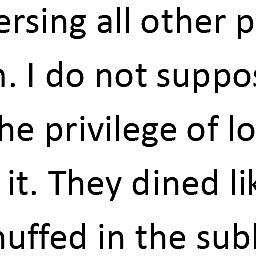 ersing all other p
n. I do not suppos
he privilege of lo
it. They dined lik
nuffed in the subl